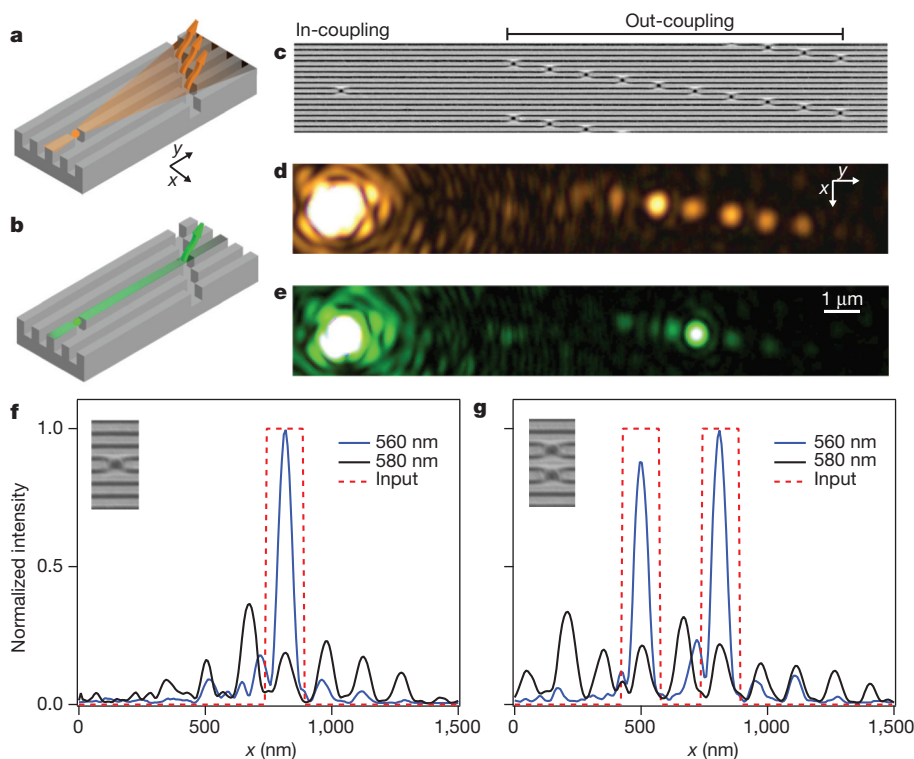 a
y
x
In-coupling
Out-coupling
c
d
y
x
b
e
1 μm
f
560 nm
580 nm
Input
Normalized intensity
1.0
0.5
0.0
0
500
1,000
1,500
x (nm)
g
560 nm
580 nm
Input
0
500
1,000
1,500
x (nm)